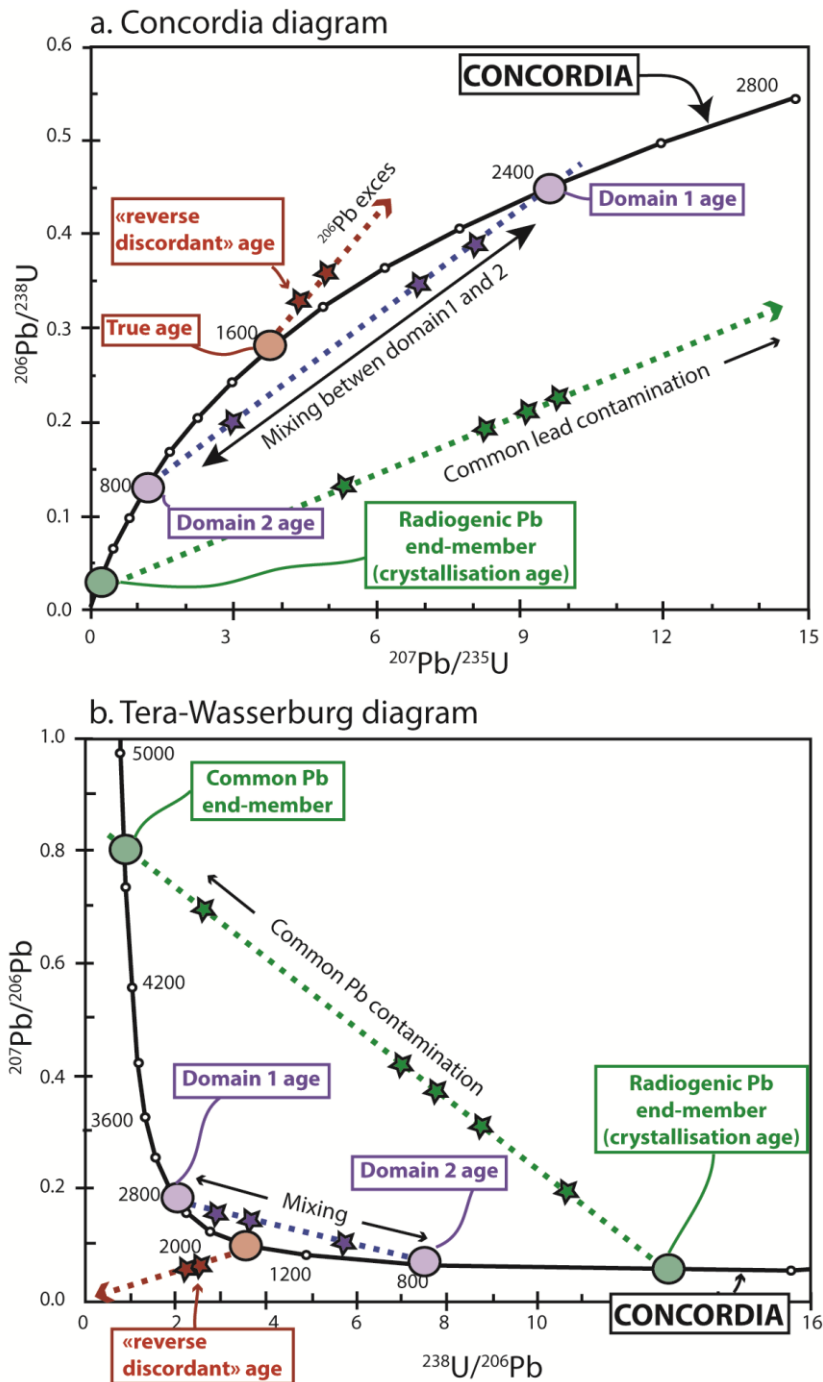 a. Concordia diagram
0.6
0.5
0.4
0.3
0.2
0.1
0.0
²⁰⁶Pb/²³⁸U
CONCORDIA
2800
2400
Domain 1 age
²⁰⁶Pb exces
«reverse
discordant» age
True age
1600
Mixing betwen domain1 and 2
Common lead contamination
800
Domain 2 age
Radiogenic Pb
end-member
(crystallisation age)
0
3
6
9
12
15
²⁰⁷Pb/²³⁵U
b. Tera-Wasserburg diagram
1.0
0.8
0.6
0.4
0.2
0.0
²⁰⁷Pb/²⁰⁶Pb
5000
Common Pb
end-member
Common Pb contamination
4200
Domain 1 age
Radiogenic Pb
end-member
(crystallisation age)
3600
Domain 2 age
2800
Mixing
2000
1200
800
CONCORDIA
0
2
4
6
8
10
16
«reverse
discordant» age
²³⁸U/²⁰⁶Pb